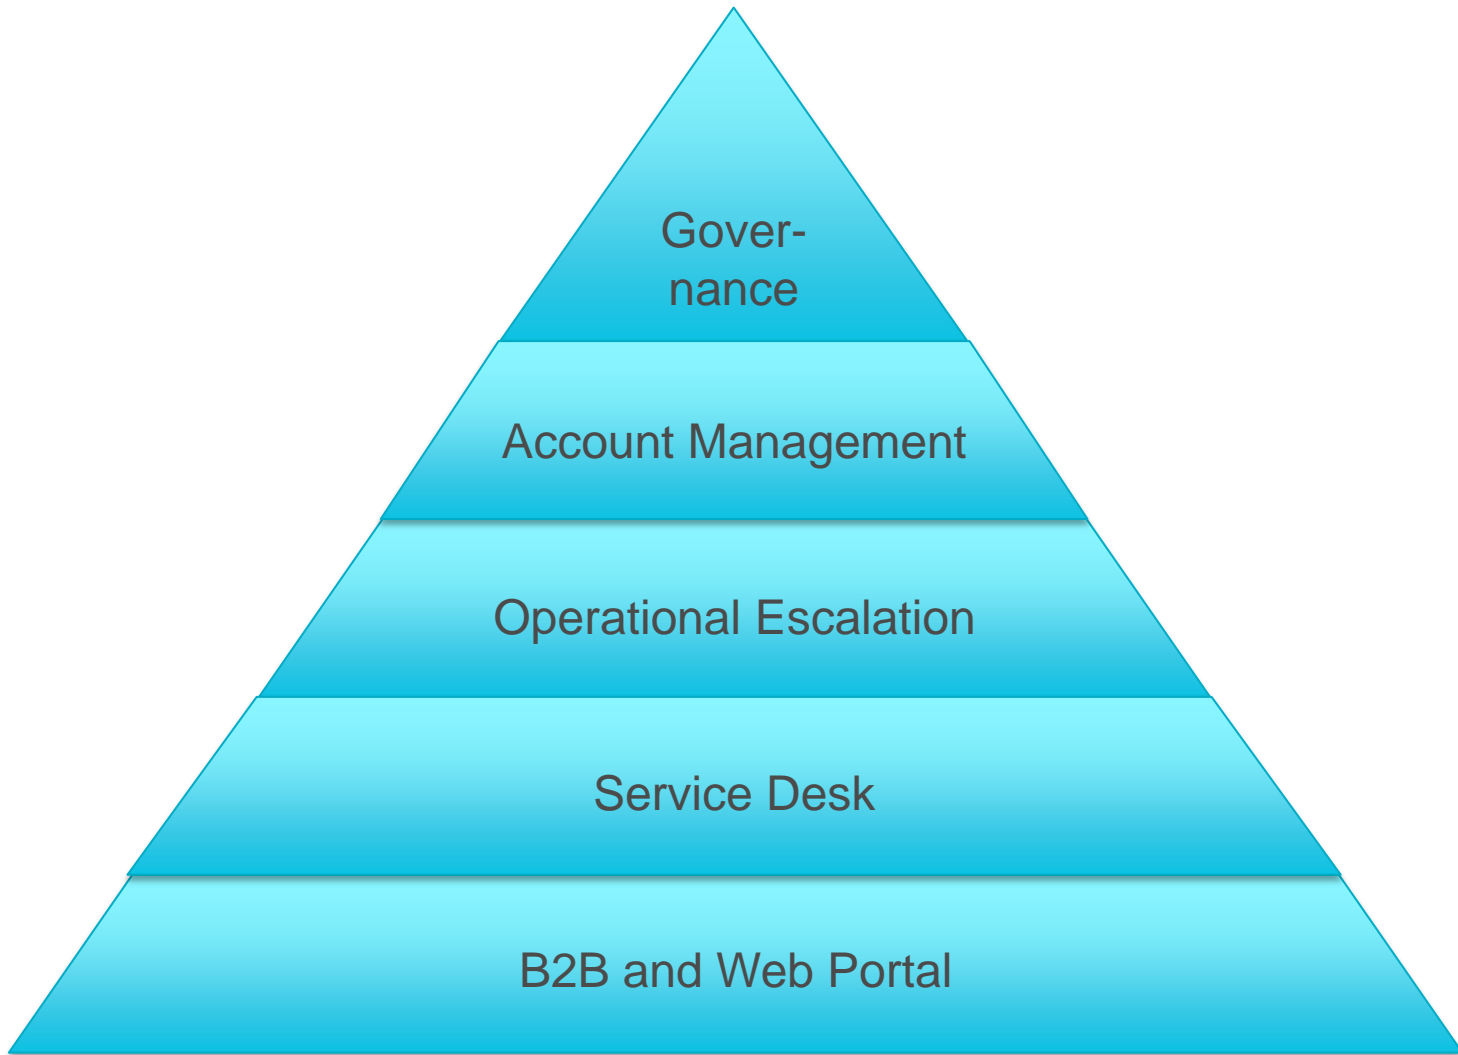 Gover-
nance
Account Management
Operational Escalation
Service Desk
B2B and Web Portal